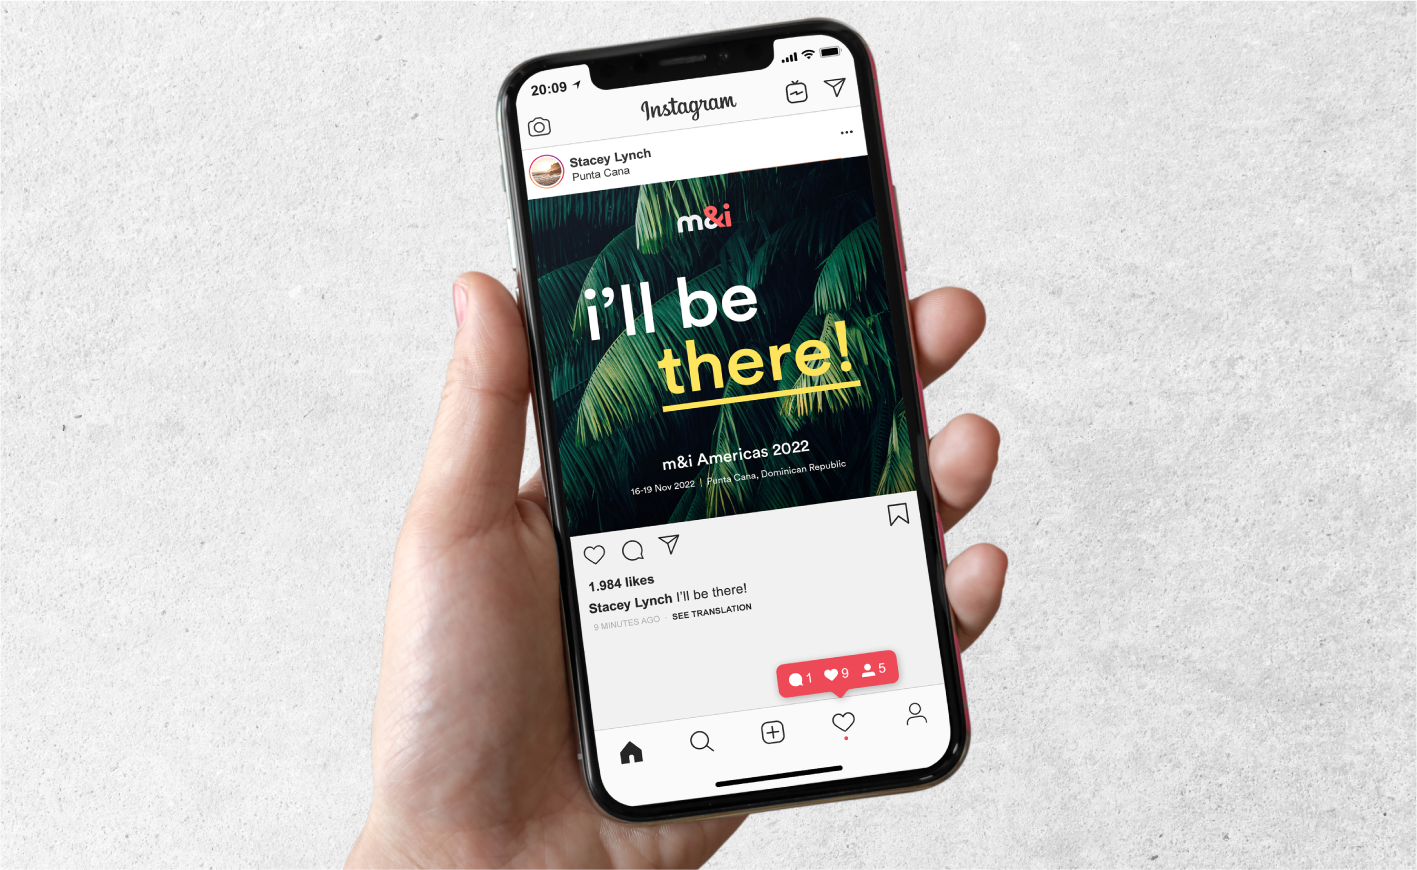 20:09
Instagram
Stacey Lynch
Punta Cana
m&i
i'll be
there!
m&i Americas 2022
16-19 Nov 2022 | Punta Cana, Dominican Republic
1.984 likes
Stacey Lynch I'll be there!
9 MINUTES AGO · SEE TRANSLATION
1 9 5